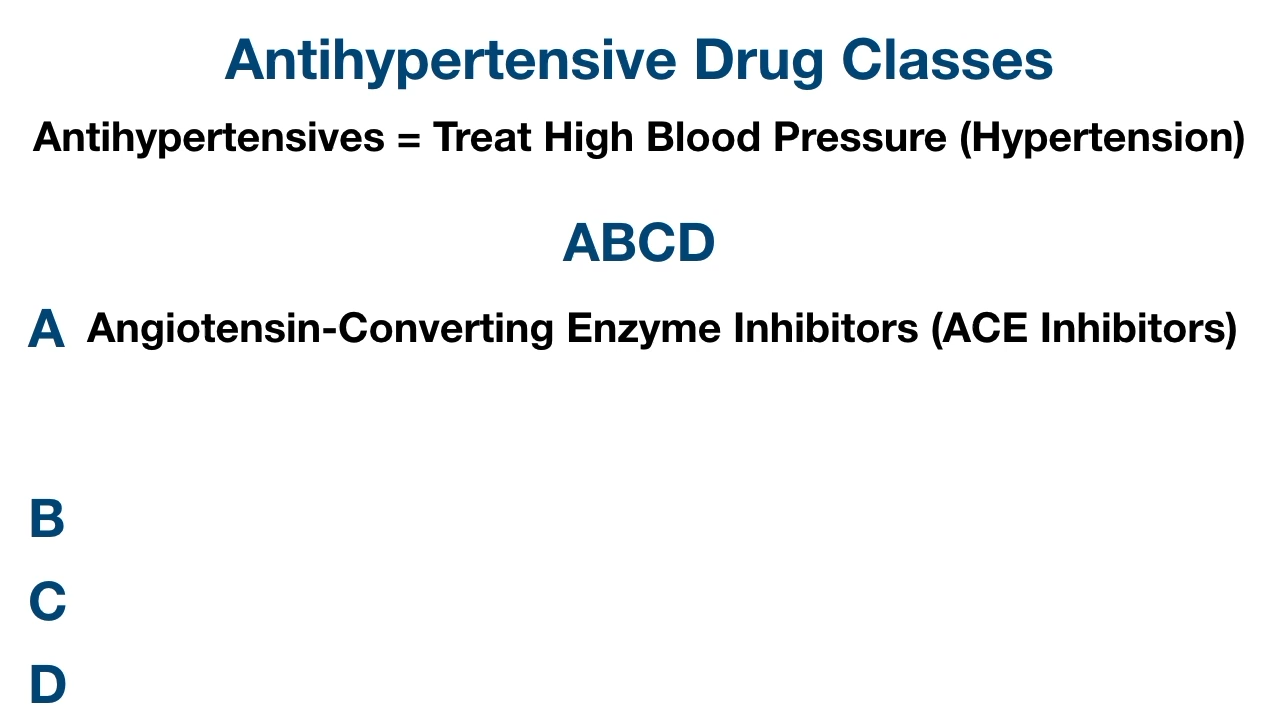 Antihypertensive Drug Classes
Antihypertensives = Treat High Blood Pressure (Hypertension)
ABCD
A Angiotensin-Converting Enzyme Inhibitors (ACE Inhibitors)
B
C
D